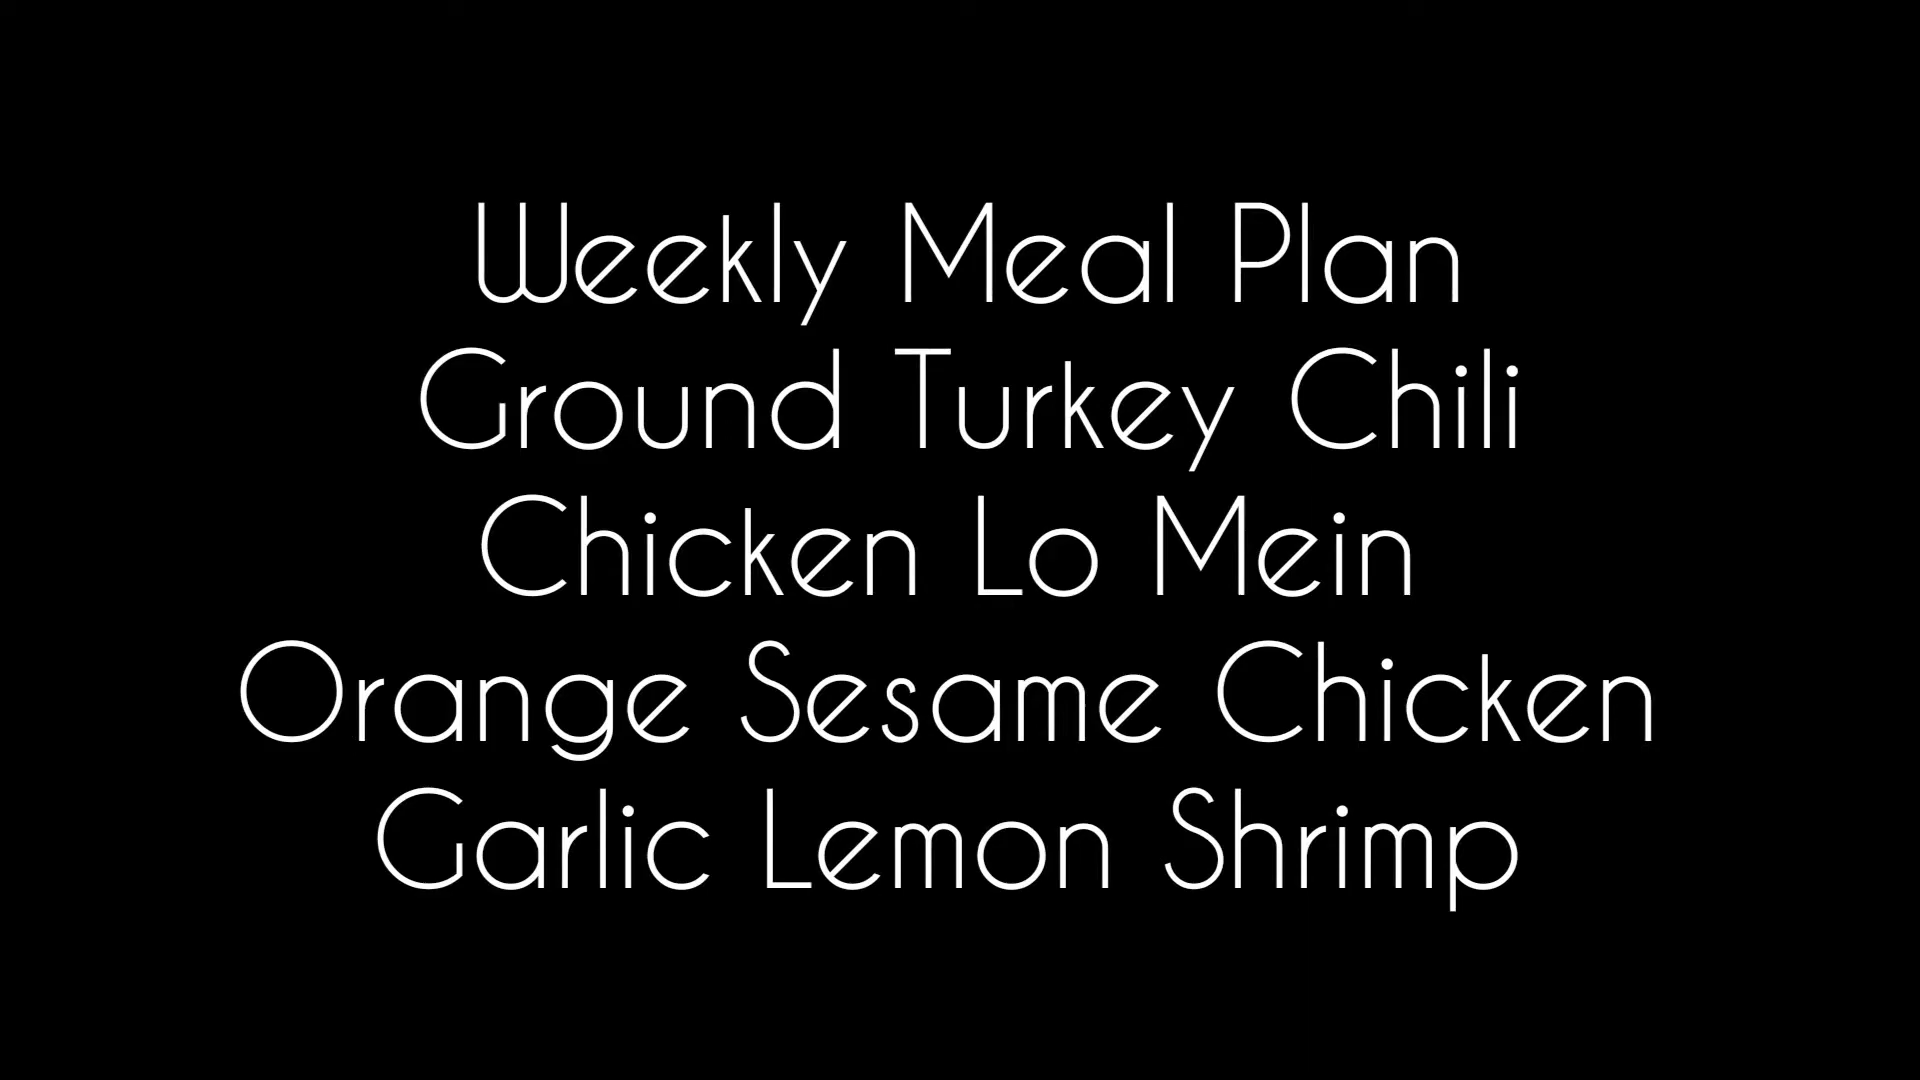 Weekly Meal Plan
Ground Turkey Chili
Chicken Lo Mein
Orange Sesame Chicken
Garlic Lemon Shrimp